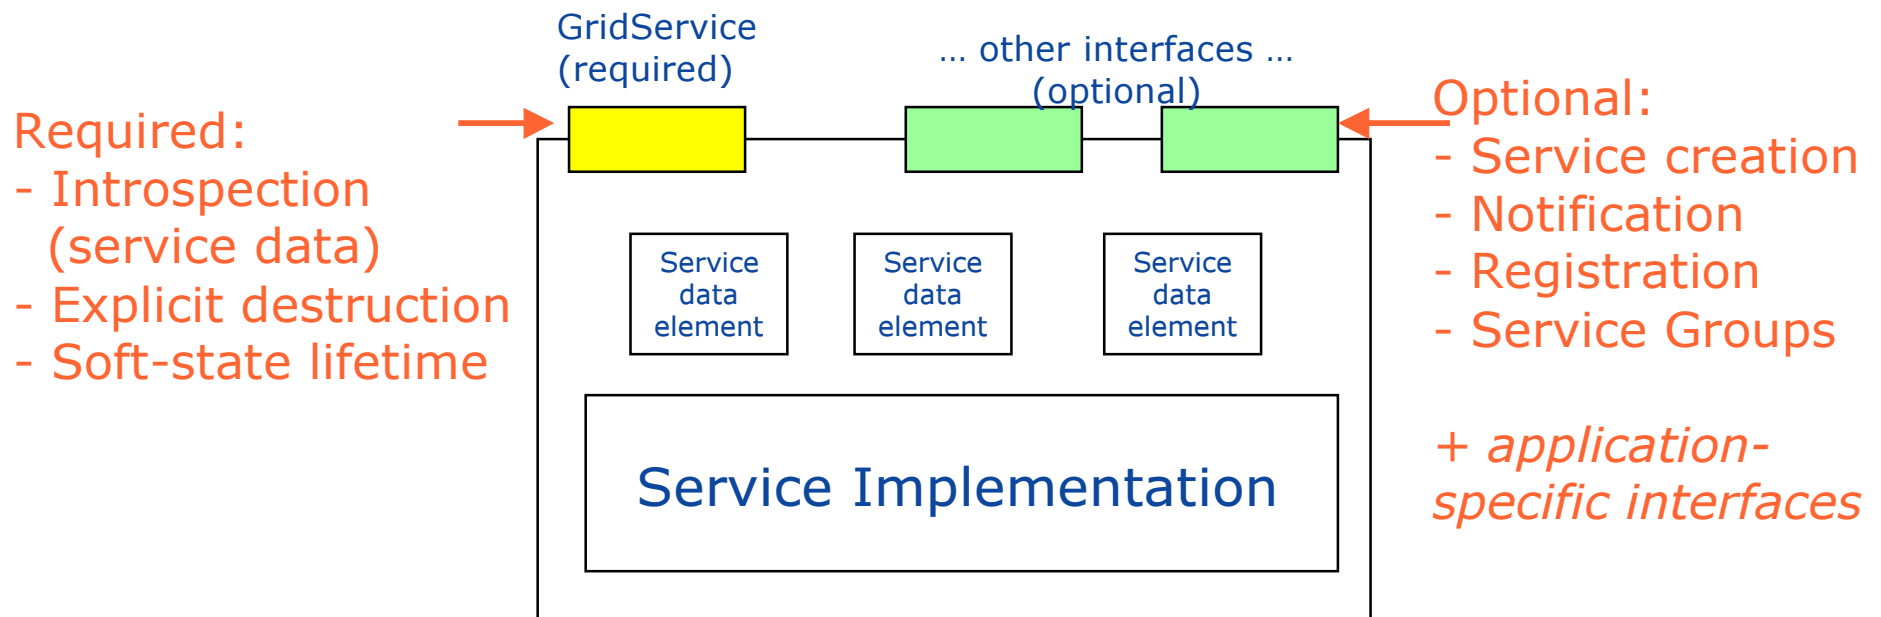 GridService
(required)
... other interfaces ...
(optional)
Required:
- Introspection
(service data)
- Explicit destruction
- Soft-state lifetime
Service
data
element
Service
data
element
Service
data
element
Service Implementation
Optional:
- Service creation
- Notification
- Registration
- Service Groups
+ application-
specific interfaces